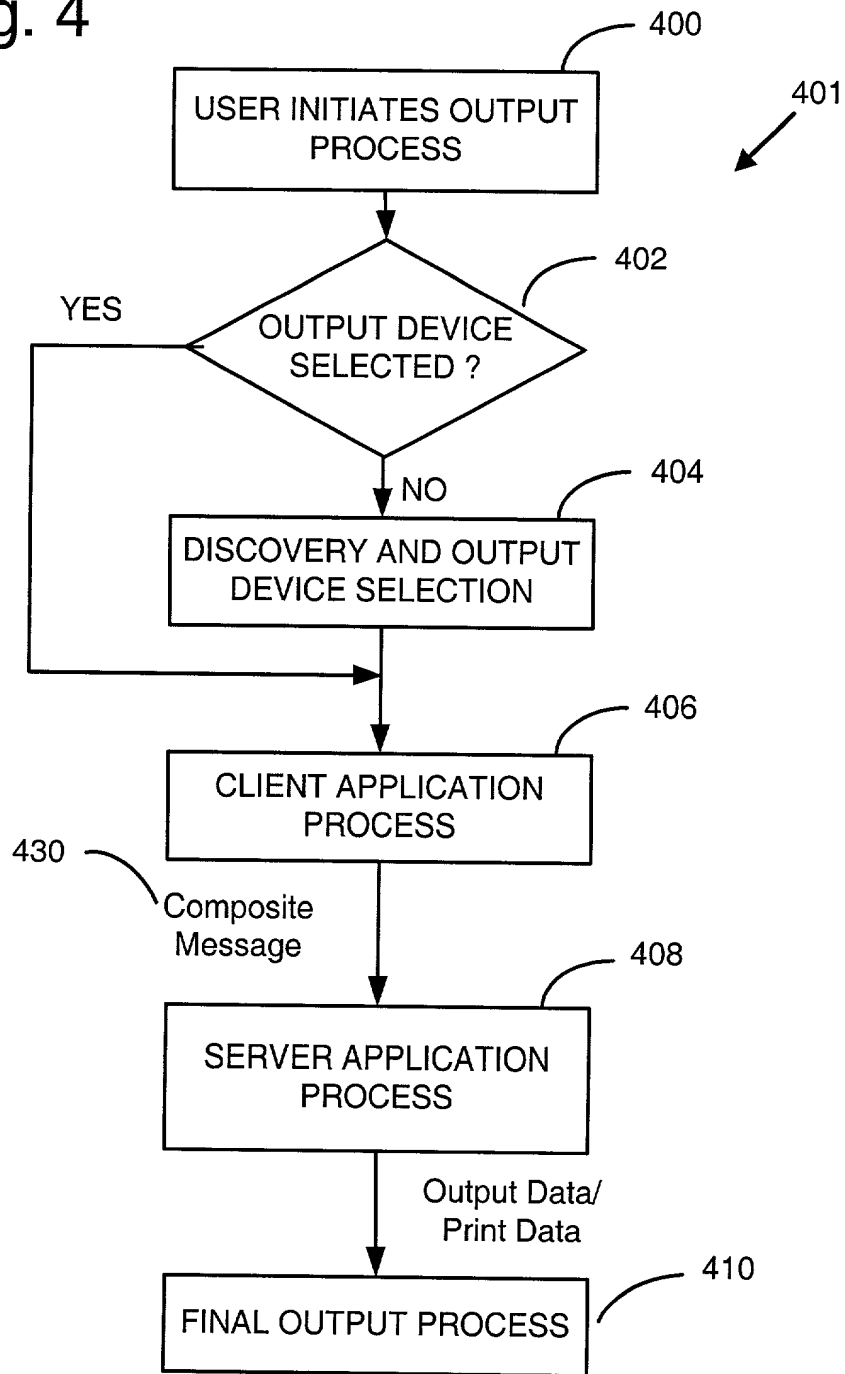 g. 4
400
401
USER INITIATES OUTPUT
PROCESS
402
YES
OUTPUT DEVICE
SELECTED ?
404
NO
DISCOVERY AND OUTPUT
DEVICE SELECTION
406
CLIENT APPLICATION
PROCESS
430
Composite
Message
408
SERVER APPLICATION
PROCESS
Output Data/
Print Data
410
FINAL OUTPUT PROCESS